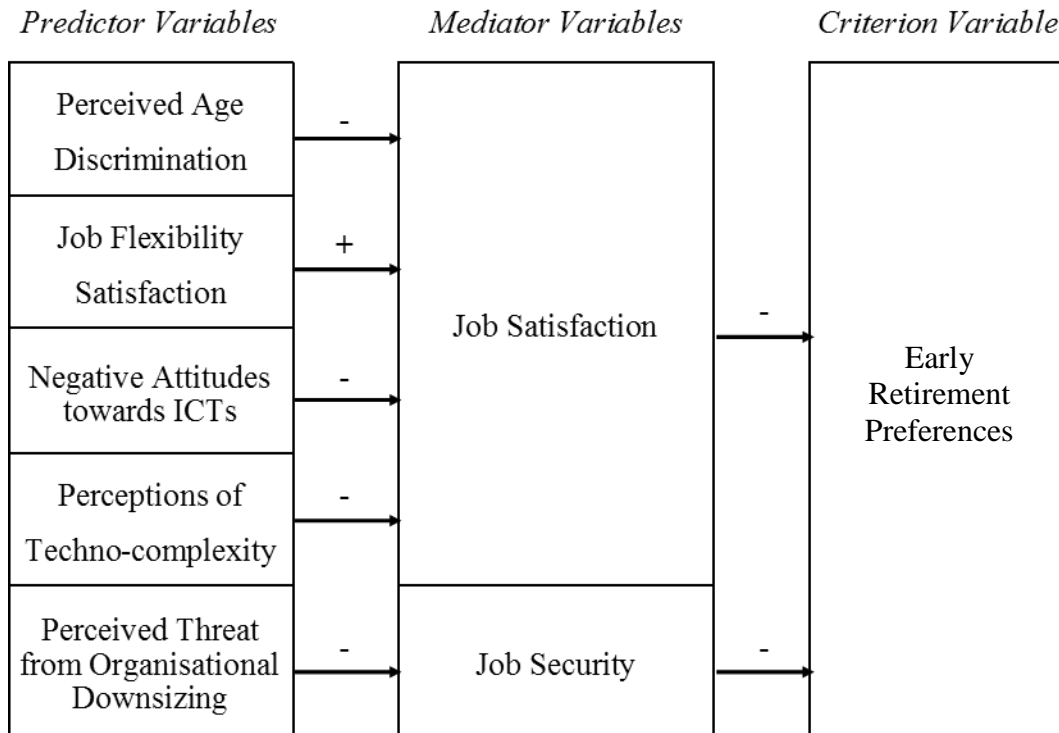 Predictor Variables
Mediator Variables
Criterion Variable
Perceived Age
Discrimination
-
Job Flexibility
Satisfaction
+
Negative Attitudes
towards ICTs
-
Perceptions of
Techno-complexity
-
Perceived Threat
from Organisational
Downsizing
-
Job Satisfaction
-
Job Security
-
Early
Retirement
Preferences